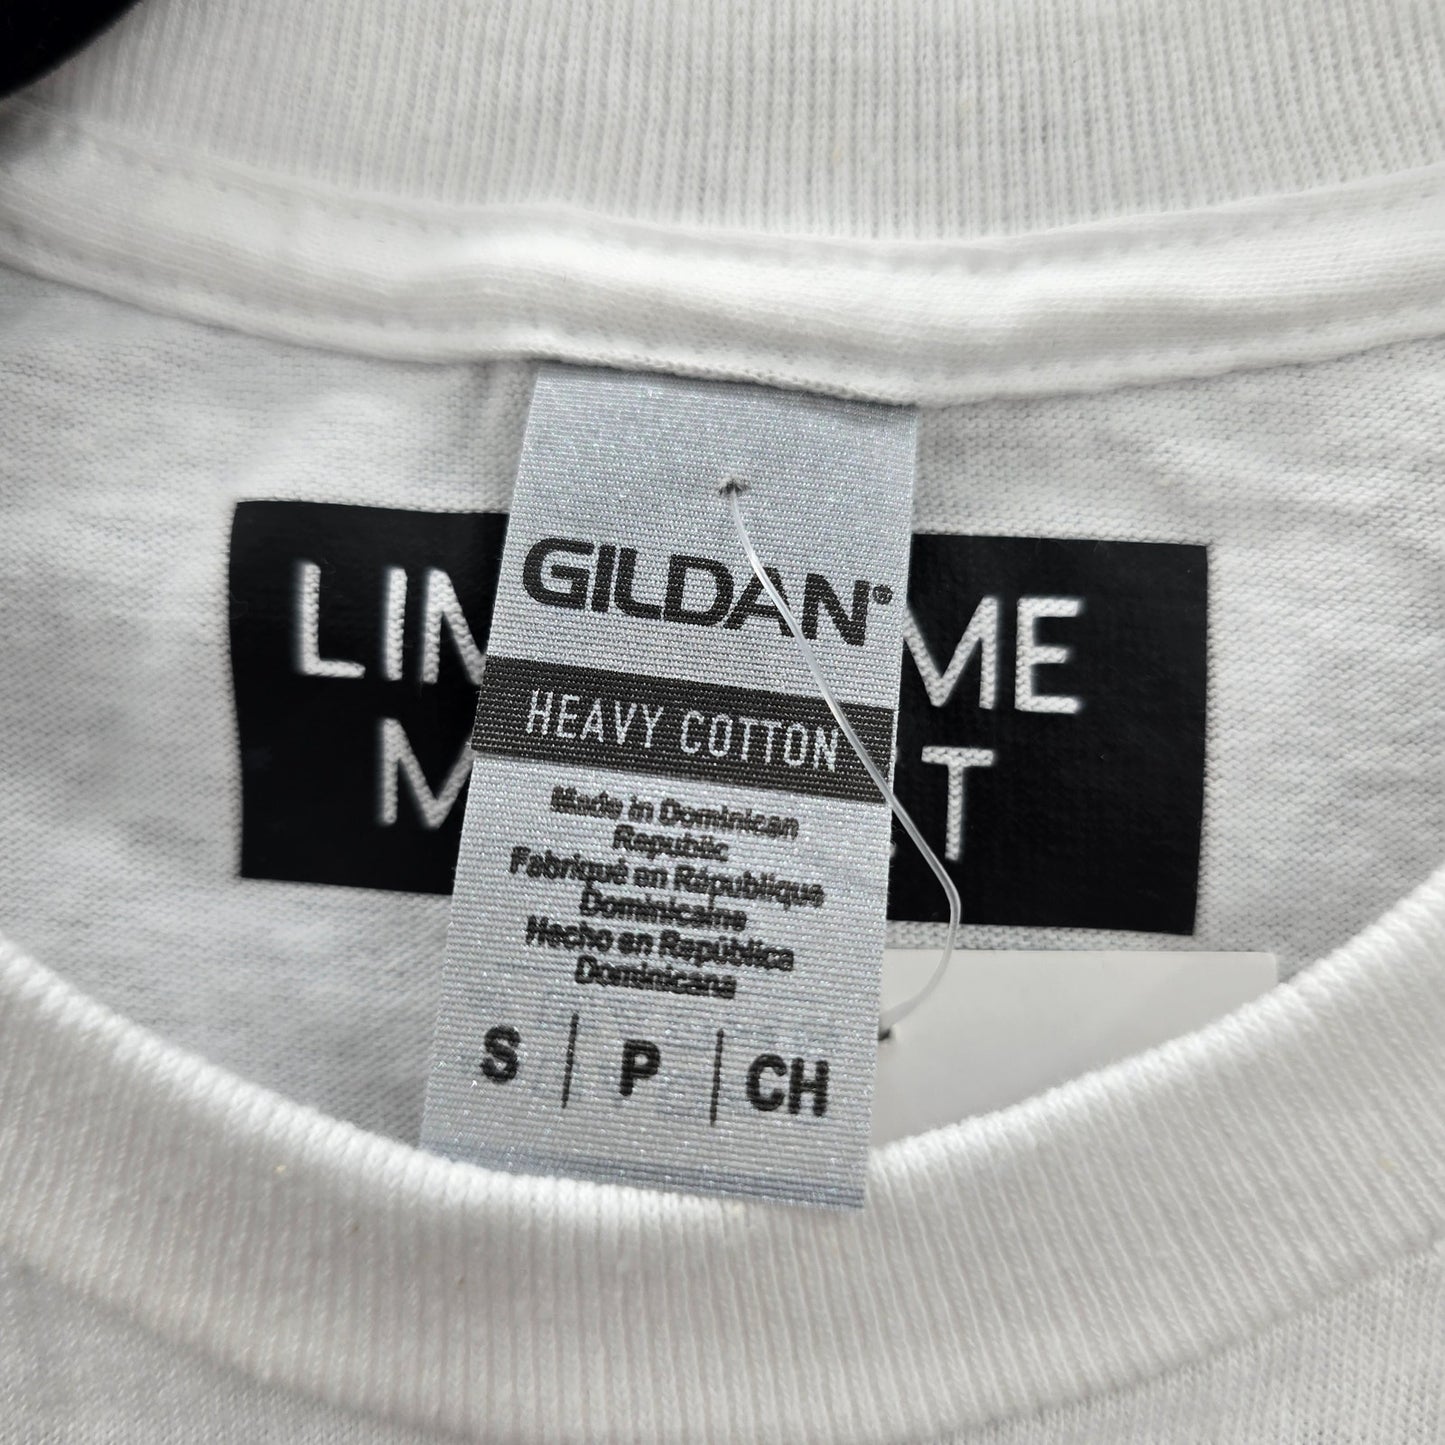 GILDAN®
HEAVY COTTON
Made in Dominican
Republic
Fabriqué en République
Dominicaine
Hecho en República
Dominicana
S | P | CH